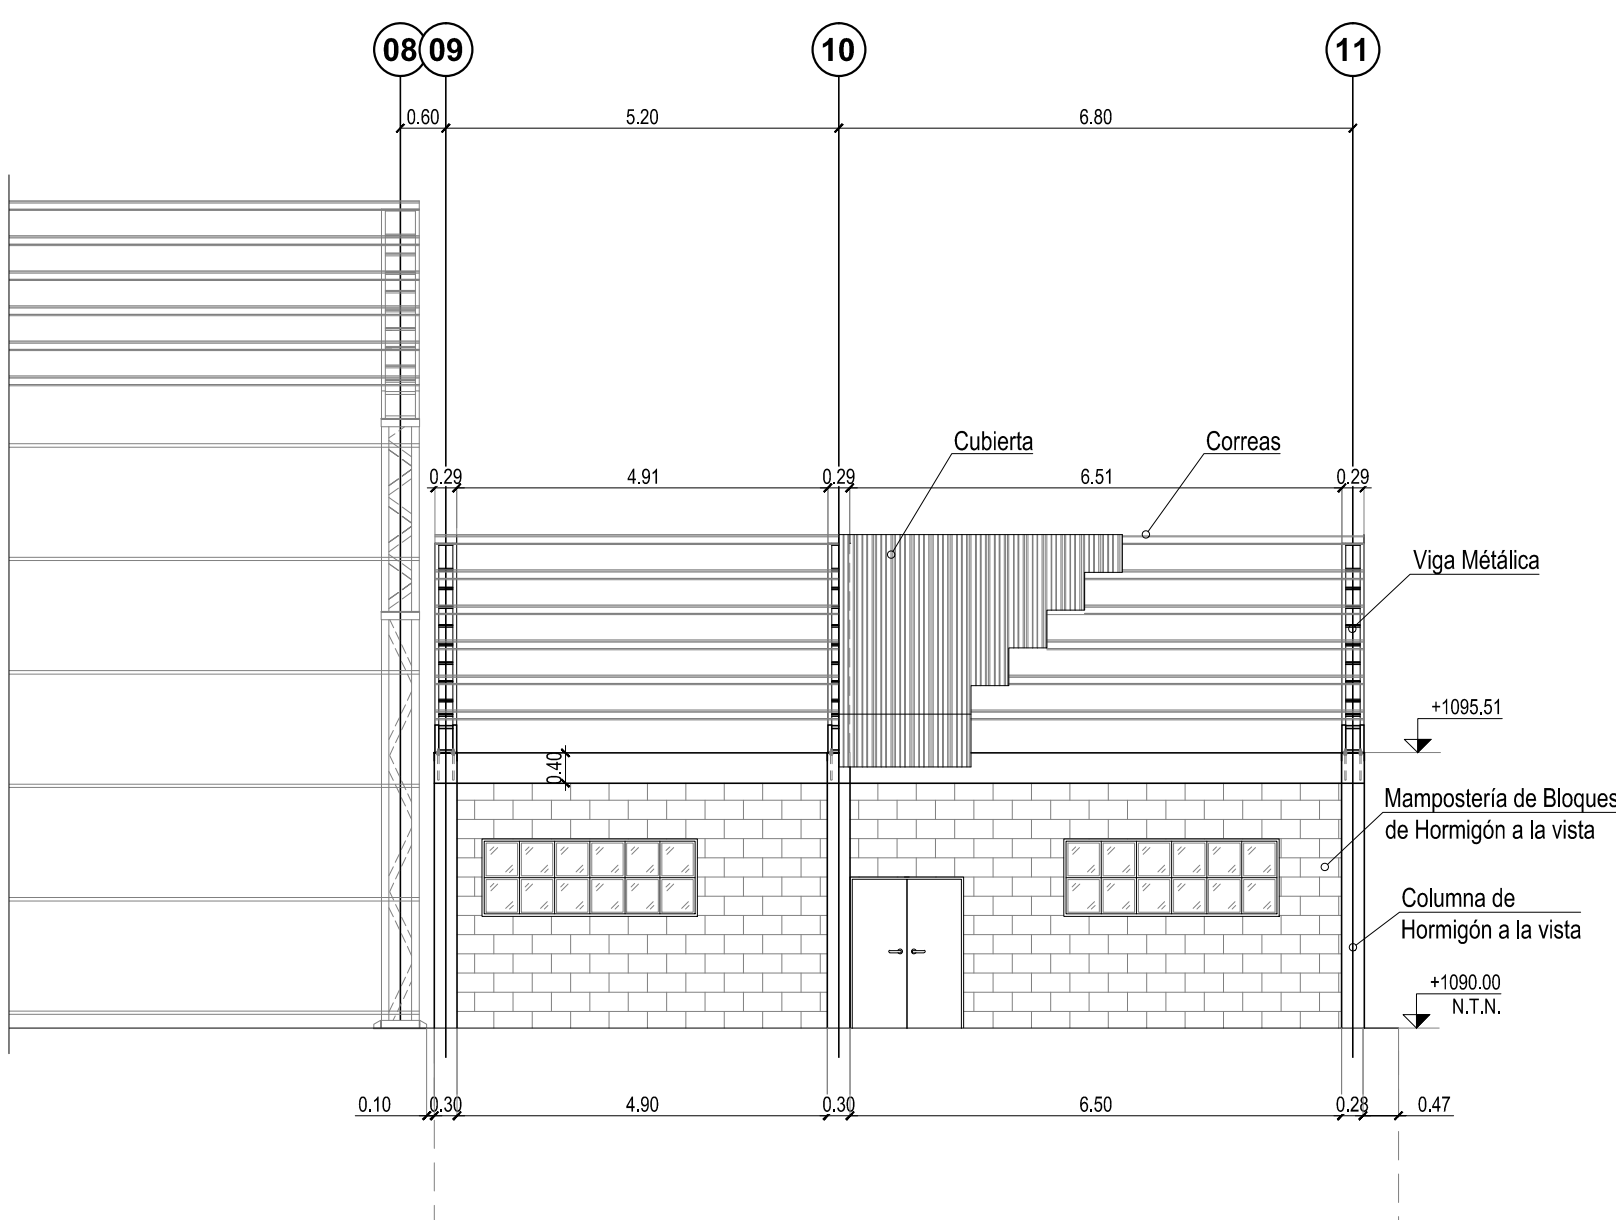 08 09 10 11
0.60 5.20 6.80
Cubierta Correas
0.29 4.91 0.29 6.51 0.29
Viga Métálica
+1095.51
0.40
Mampostería de Bloques
de Hormigón a la vista
Columna de
Hormigón a la vista
+1090.00
N.T.N.
0.10 0.30 4.90 0.30 6.50 0.28 0.47